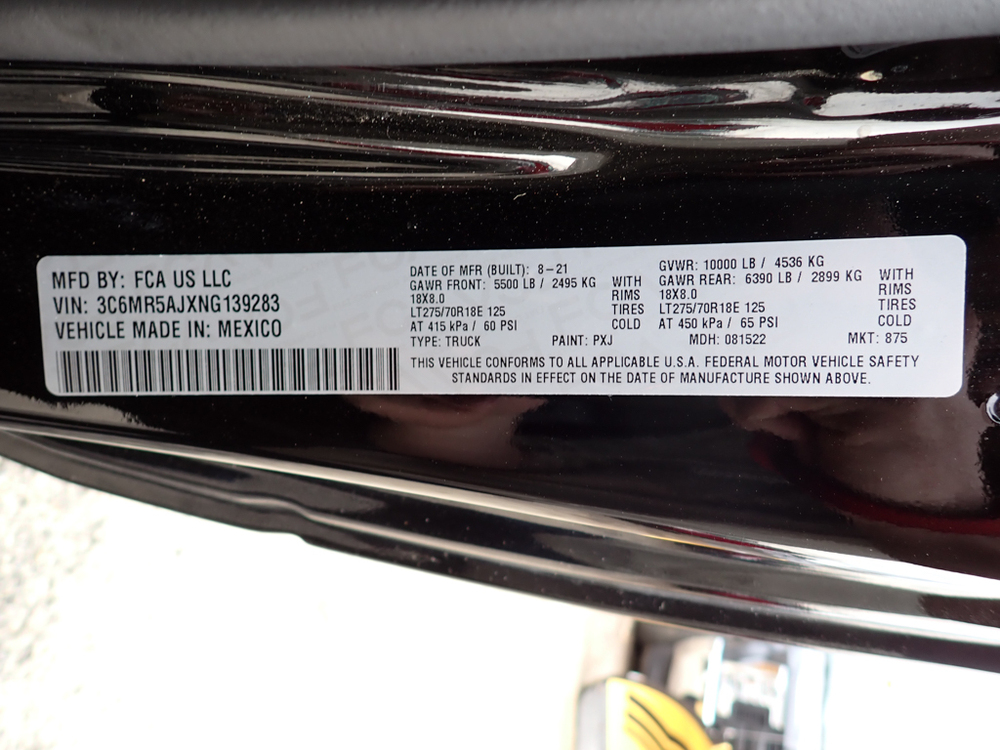 MFD BY: FCA US LLC
VIN: 3C6MR5AJXNG139283
VEHICLE MADE IN: MEXICO
DATE OF MFR (BUILT): 8-21
GAWR FRONT: 5500 LB / 2495 KG WITH
18X8.0 RIMS
LT275/70R18E 125 TIRES
AT 415 kPa / 60 PSI COLD
TYPE: TRUCK PAINT: PXJ
GVWR: 10000 LB / 4536 KG
GAWR REAR: 6390 LB / 2899 KG WITH
18X8.0 RIMS
LT275/70R18E 125 TIRES
AT 450 kPa / 65 PSI COLD
MDH: 081522 MKT: 875
THIS VEHICLE CONFORMS TO ALL APPLICABLE U.S.A. FEDERAL MOTOR VEHICLE SAFETY
STANDARDS IN EFFECT ON THE DATE OF MANUFACTURE SHOWN ABOVE.